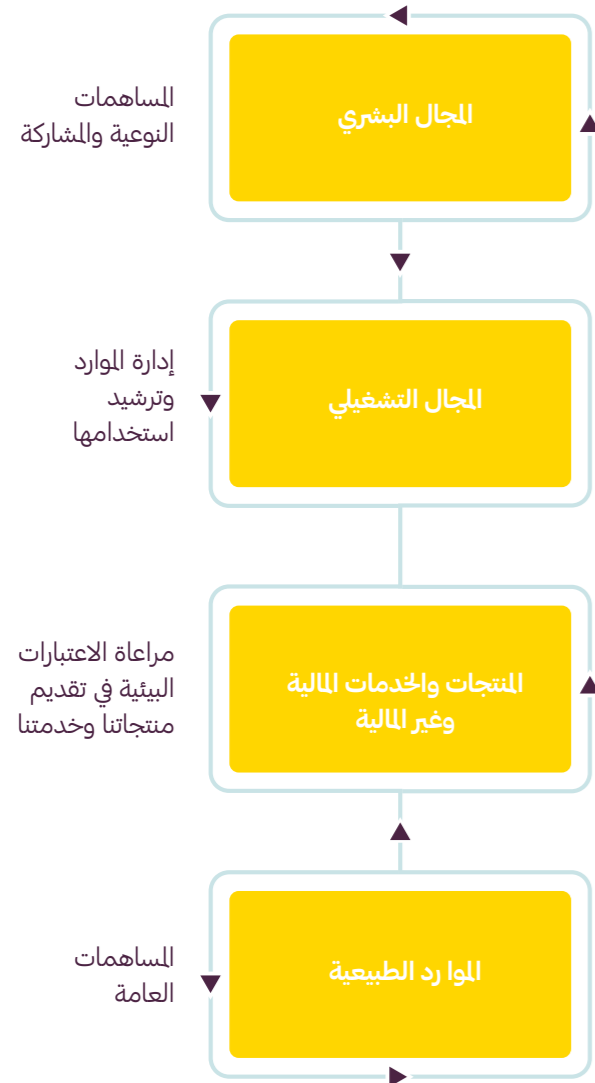 المجال البشري
المساهمات
النوعية والمشاركة
المجال التشغيلي
إدارة الموارد
وترشيد
استخدامها
المنتجات والخدمات المالية
وغير المالية
مراعاة الاعتبارات
البيئية في تقديم
منتجاتنا وخدمتنا
الموا رد الطبيعية
المساهمات
العامة